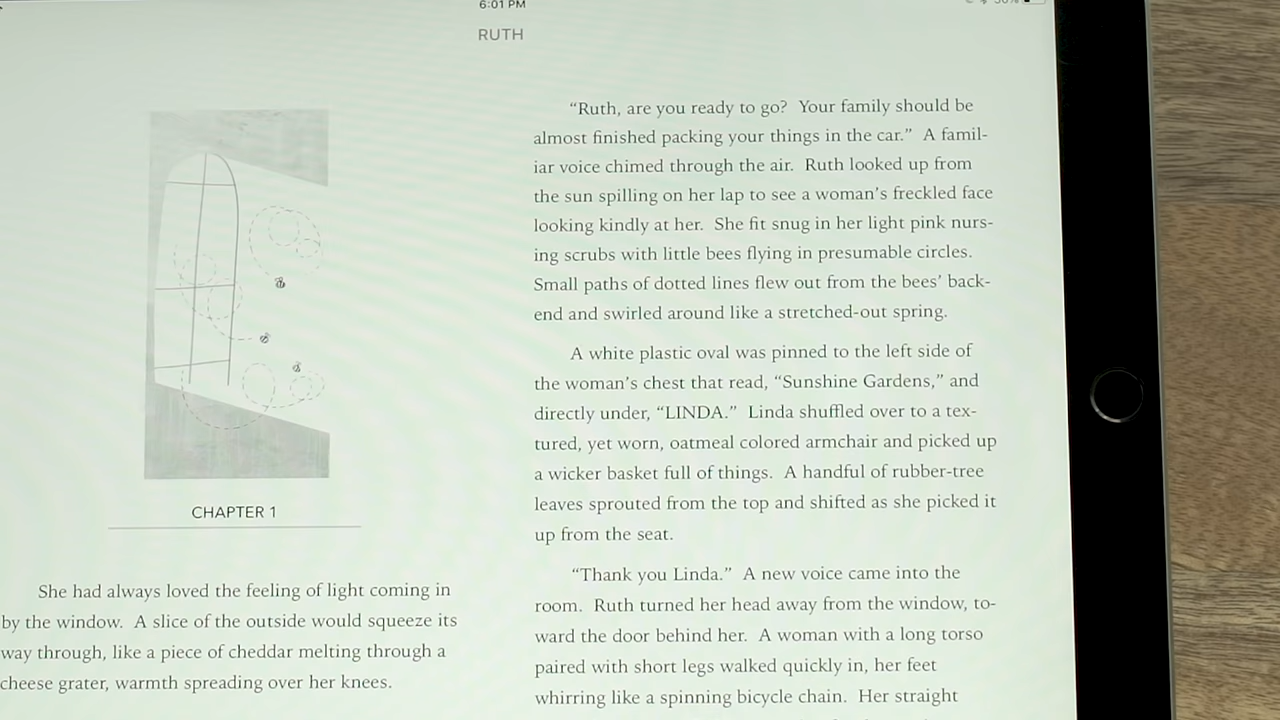 6:01 PM
RUTH
CHAPTER 1
She had always loved the feeling of light coming in
by the window. A slice of the outside would squeeze its
way through, like a piece of cheddar melting through a
cheese grater, warmth spreading over her knees.
“Ruth, are you ready to go? Your family should be
almost finished packing your things in the car.” A famil-
iar voice chimed through the air. Ruth looked up from
the sun spilling on her lap to see a woman’s freckled face
looking kindly at her. She fit snug in her light pink nurs-
ing scrubs with little bees flying in presumable circles.
Small paths of dotted lines flew out from the bees’ back-
end and swirled around like a stretched-out spring.
A white plastic oval was pinned to the left side of
the woman’s chest that read, “Sunshine Gardens,” and
directly under, “LINDA.” Linda shuffled over to a tex-
tured, yet worn, oatmeal colored armchair and picked up
a wicker basket full of things. A handful of rubber-tree
leaves sprouted from the top and shifted as she picked it
up from the seat.
“Thank you Linda.” A new voice came into the
room. Ruth turned her head away from the window, to-
ward the door behind her. A woman with a long torso
paired with short legs walked quickly in, her feet
whirring like a spinning bicycle chain. Her straight